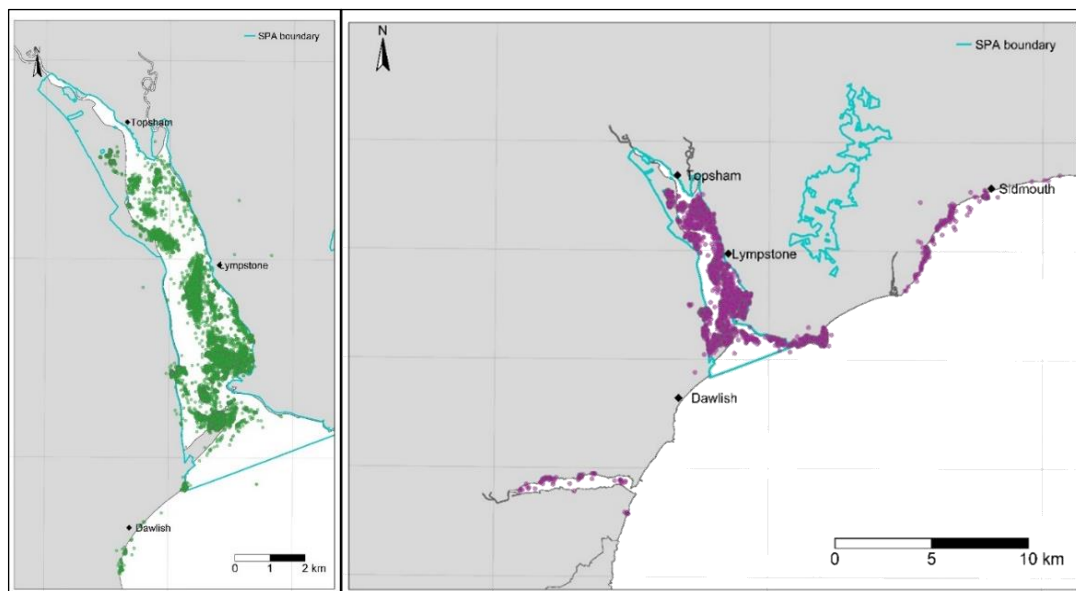 N
SPA boundary
Topsham
Lympstone
Dawlish
0 1 2 km
N
SPA boundary
Topsham
Sidmouth
Lympstone
Dawlish
0 5 10 km